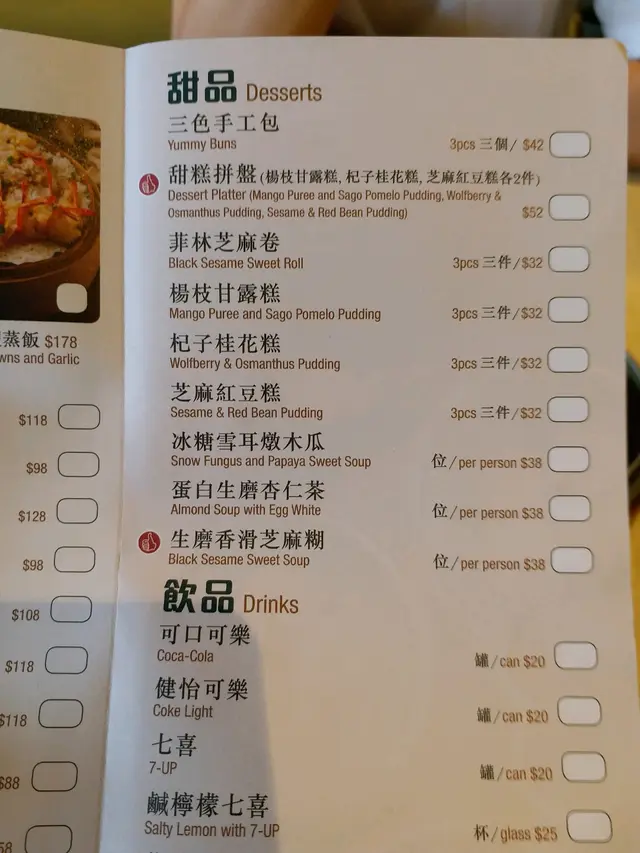 蒸飯 $178
wns and Garlic
$118
$98
$128
$98
$108
$118
$118
$88
58
甜品 Desserts
三色手工包
Yummy Buns 3pcs 三個/ $42
甜糕拼盤(楊枝甘露糕, 杞子桂花糕, 芝麻紅豆糕各2件)
Dessert Platter (Mango Puree and Sago Pomelo Pudding, Wolfberry &
Osmanthus Pudding, Sesame & Red Bean Pudding) $52
菲林芝麻卷
Black Sesame Sweet Roll 3pcs 三件/$32
楊枝甘露糕
Mango Puree and Sago Pomelo Pudding 3pcs 三件/$32
杞子桂花糕
Wolfberry & Osmanthus Pudding 3pcs 三件/$32
芝麻紅豆糕
Sesame & Red Bean Pudding 3pcs 三件/$32
冰糖雪耳燉木瓜
Snow Fungus and Papaya Sweet Soup 位/per person $38
蛋白生磨杏仁茶
Almond Soup with Egg White 位/per person $38
生磨香滑芝麻糊
Black Sesame Sweet Soup 位/per person $38
飲品 Drinks
可口可樂
Coca-Cola 罐/can $20
健怡可樂
Coke Light 罐/can $20
七喜
7-UP 罐/can $20
鹹檸檬七喜
Salty Lemon with 7-UP 杯/glass $25